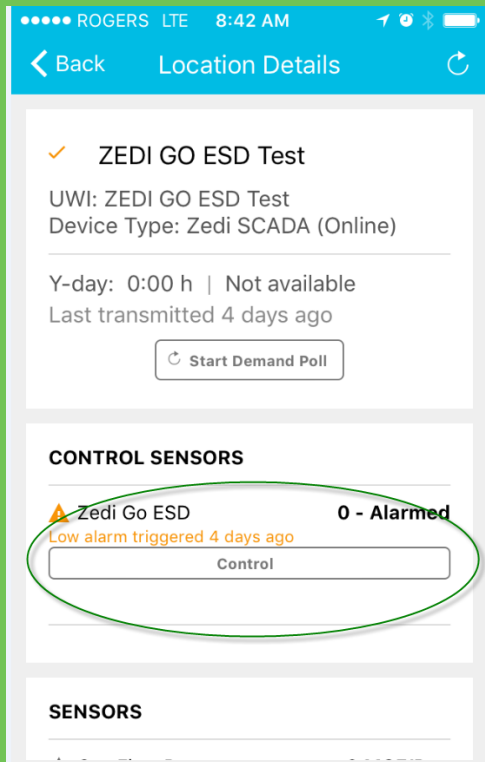 ROGERS LTE 8:42 AM
Back Location Details
ZEDI GO ESD Test
UWI: ZEDI GO ESD Test
Device Type: Zedi SCADA (Online)
Y-day: 0:00 h | Not available
Last transmitted 4 days ago
Start Demand Poll
CONTROL SENSORS
Zedi Go ESD 0 - Alarmed
Low alarm triggered 4 days ago
Control
SENSORS